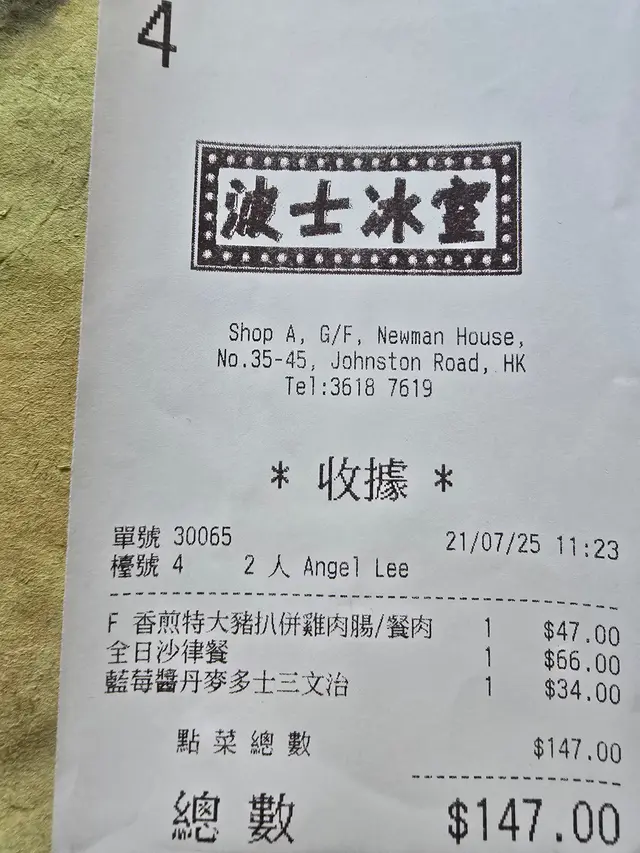 4
波士冰室
Shop A, G/F, Newman House,
No.35-45, Johnston Road, HK
Tel:3618 7619
* 收據 *
單號 30065 21/07/25 11:23
檯號 4 2 人 Angel Lee
F 香煎特大豬扒併雞肉腸/餐肉 1 $47.00
全日沙律餐 1 $66.00
藍莓醬丹麥多士三文治 1 $34.00
點菜總數 $147.00
總數 $147.00